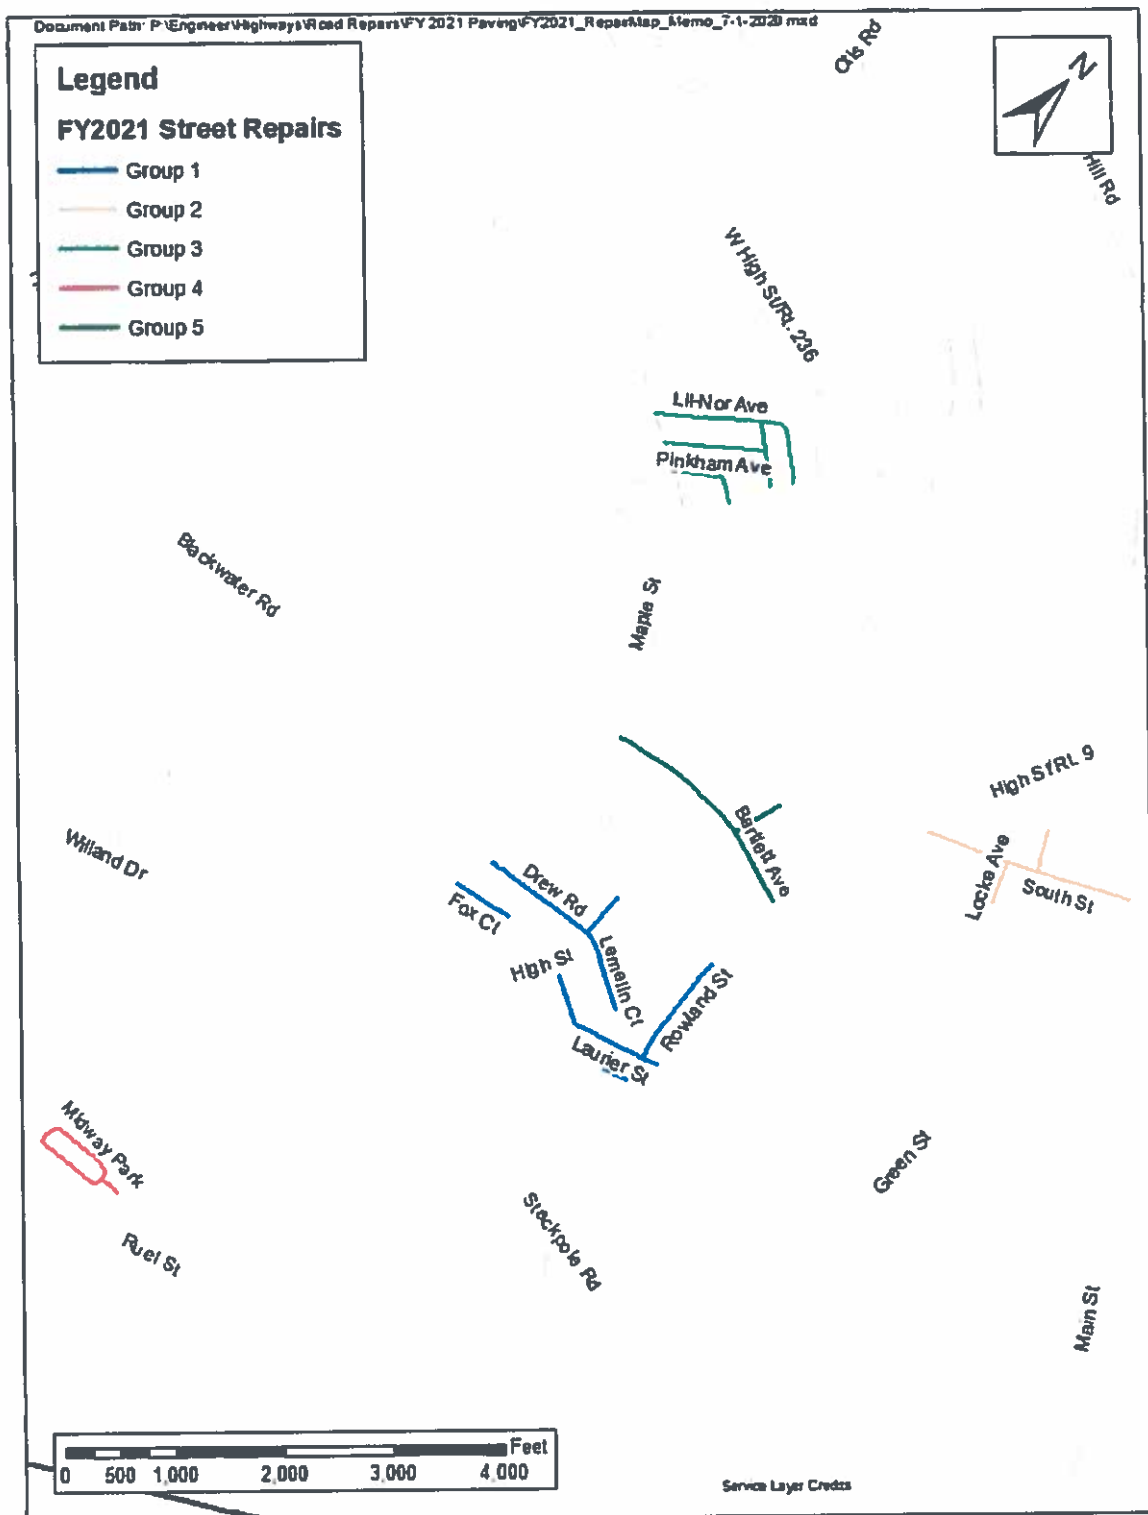 Document Path: P:\Engineer\Highways\Road Repairs\FY 2021 Paving\FY2021_RepairMap_Memo_7-1-2020 mxd
Otis Rd
N
Legend
FY2021 Street Repairs
Group 1
Group 2
Group 3
Group 4
Group 5
Hill Rd
W High St/Rt. 236
Lil-Nor Ave
Pinkham Ave
Blackwater Rd
Maple St
High St/Rt. 9
Willand Dr
Bartlett Ave
Locke Ave
South St
Drew Rd
Fox Ct
High St
Lemelin Ct
Rowland St
Laurier St
Midway Park
Green St
Ruel St
Stackpole Rd
Main St
Feet
0 500 1,000 2,000 3,000 4,000
Service Layer Credits